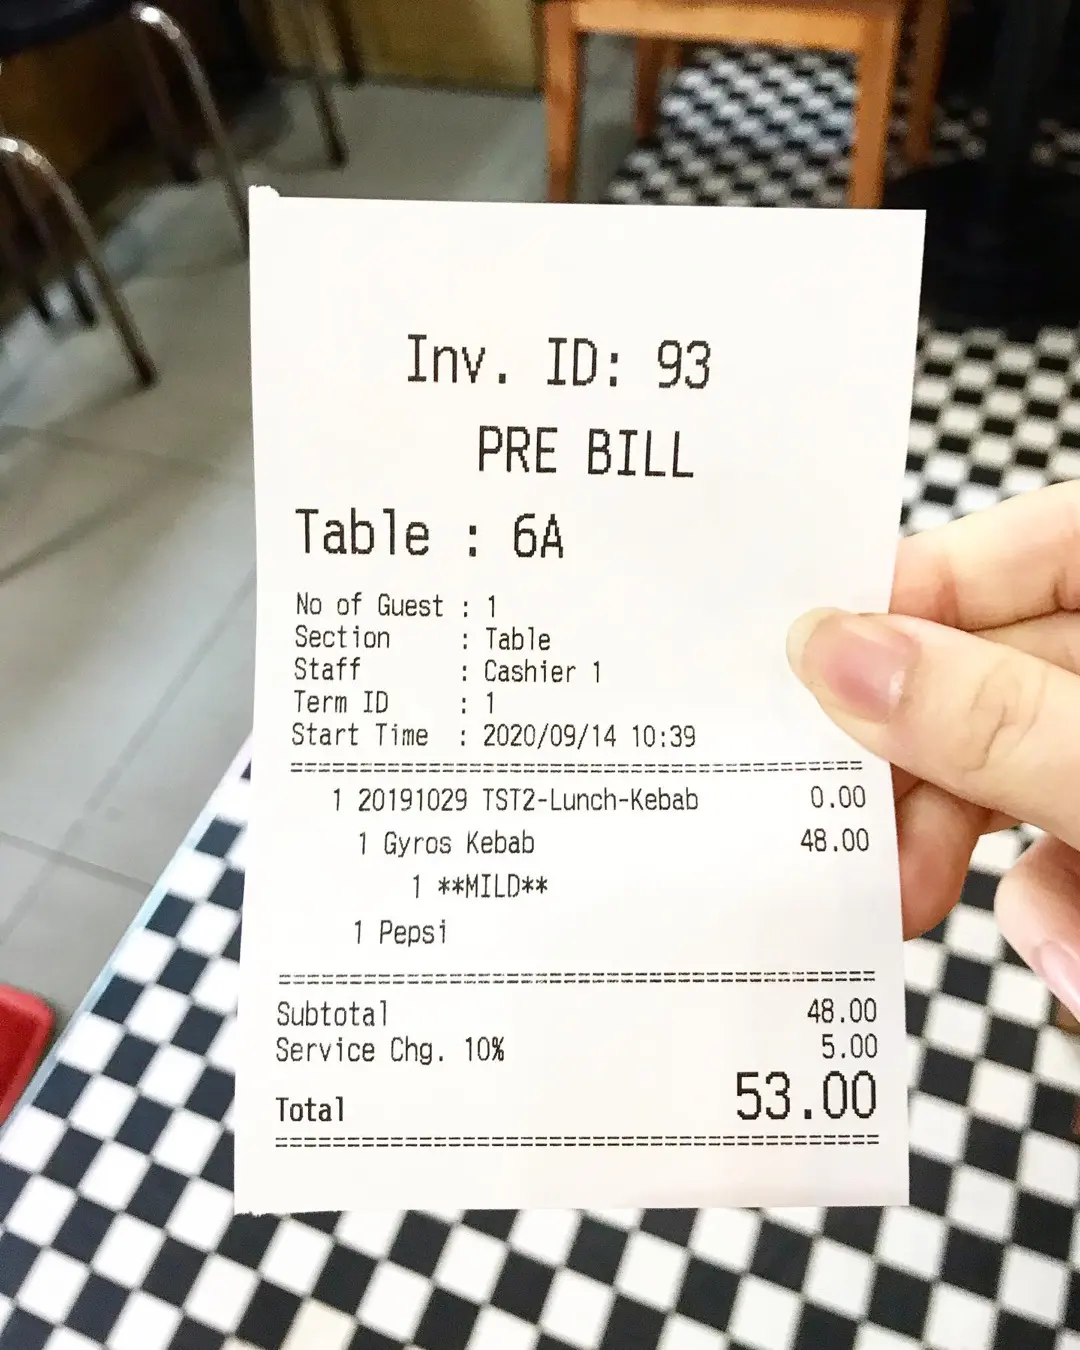 Inv. ID: 93
PRE BILL
Table : 6A
No of Guest : 1
Section : Table
Staff : Cashier 1
Term ID : 1
Start Time : 2020/09/14 10:39
1 20191029 TST2-Lunch-Kebab 0.00
1 Gyros Kebab 48.00
1 **MILD**
1 Pepsi
Subtotal 48.00
Service Chg. 10% 5.00
Total 53.00